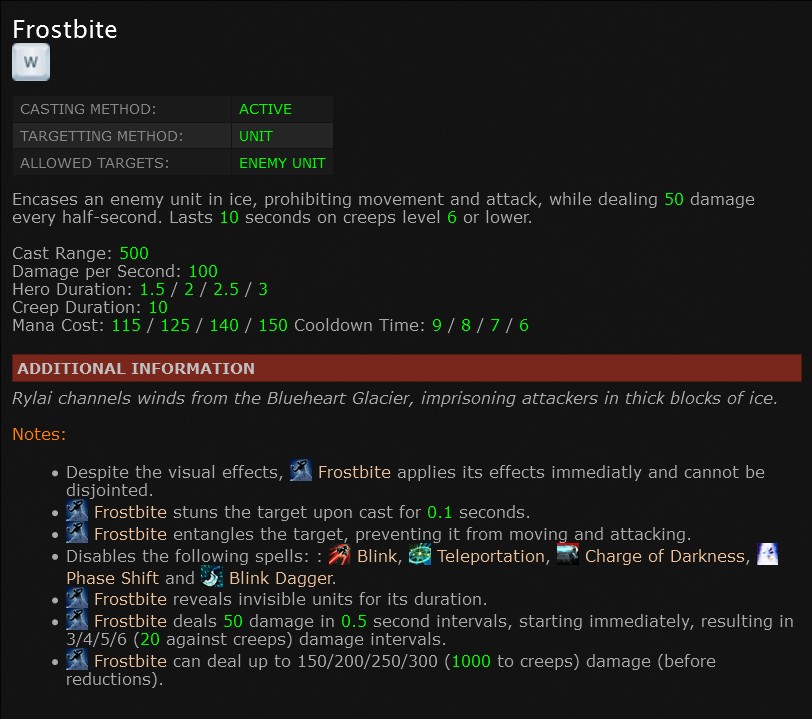 Frostbite
W
CASTING METHOD: ACTIVE
TARGETTING METHOD: UNIT
ALLOWED TARGETS: ENEMY UNIT
Encases an enemy unit in ice, prohibiting movement and attack, while dealing 50 damage
every half-second. Lasts 10 seconds on creeps level 6 or lower.
Cast Range: 500
Damage per Second: 100
Hero Duration: 1.5 / 2 / 2.5 / 3
Creep Duration: 10
Mana Cost: 115 / 125 / 140 / 150 Cooldown Time: 9 / 8 / 7 / 6
ADDITIONAL INFORMATION
Rylai channels winds from the Blueheart Glacier, imprisoning attackers in thick blocks of ice.
Notes:
• Despite the visual effects, Frostbite applies its effects immediatly and cannot be
disjointed.
• Frostbite stuns the target upon cast for 0.1 seconds.
• Frostbite entangles the target, preventing it from moving and attacking.
• Disables the following spells: : Blink, Teleportation, Charge of Darkness,
Phase Shift and Blink Dagger.
• Frostbite reveals invisible units for its duration.
• Frostbite deals 50 damage in 0.5 second intervals, starting immediately, resulting in
3/4/5/6 (20 against creeps) damage intervals.
• Frostbite can deal up to 150/200/250/300 (1000 to creeps) damage (before
reductions).